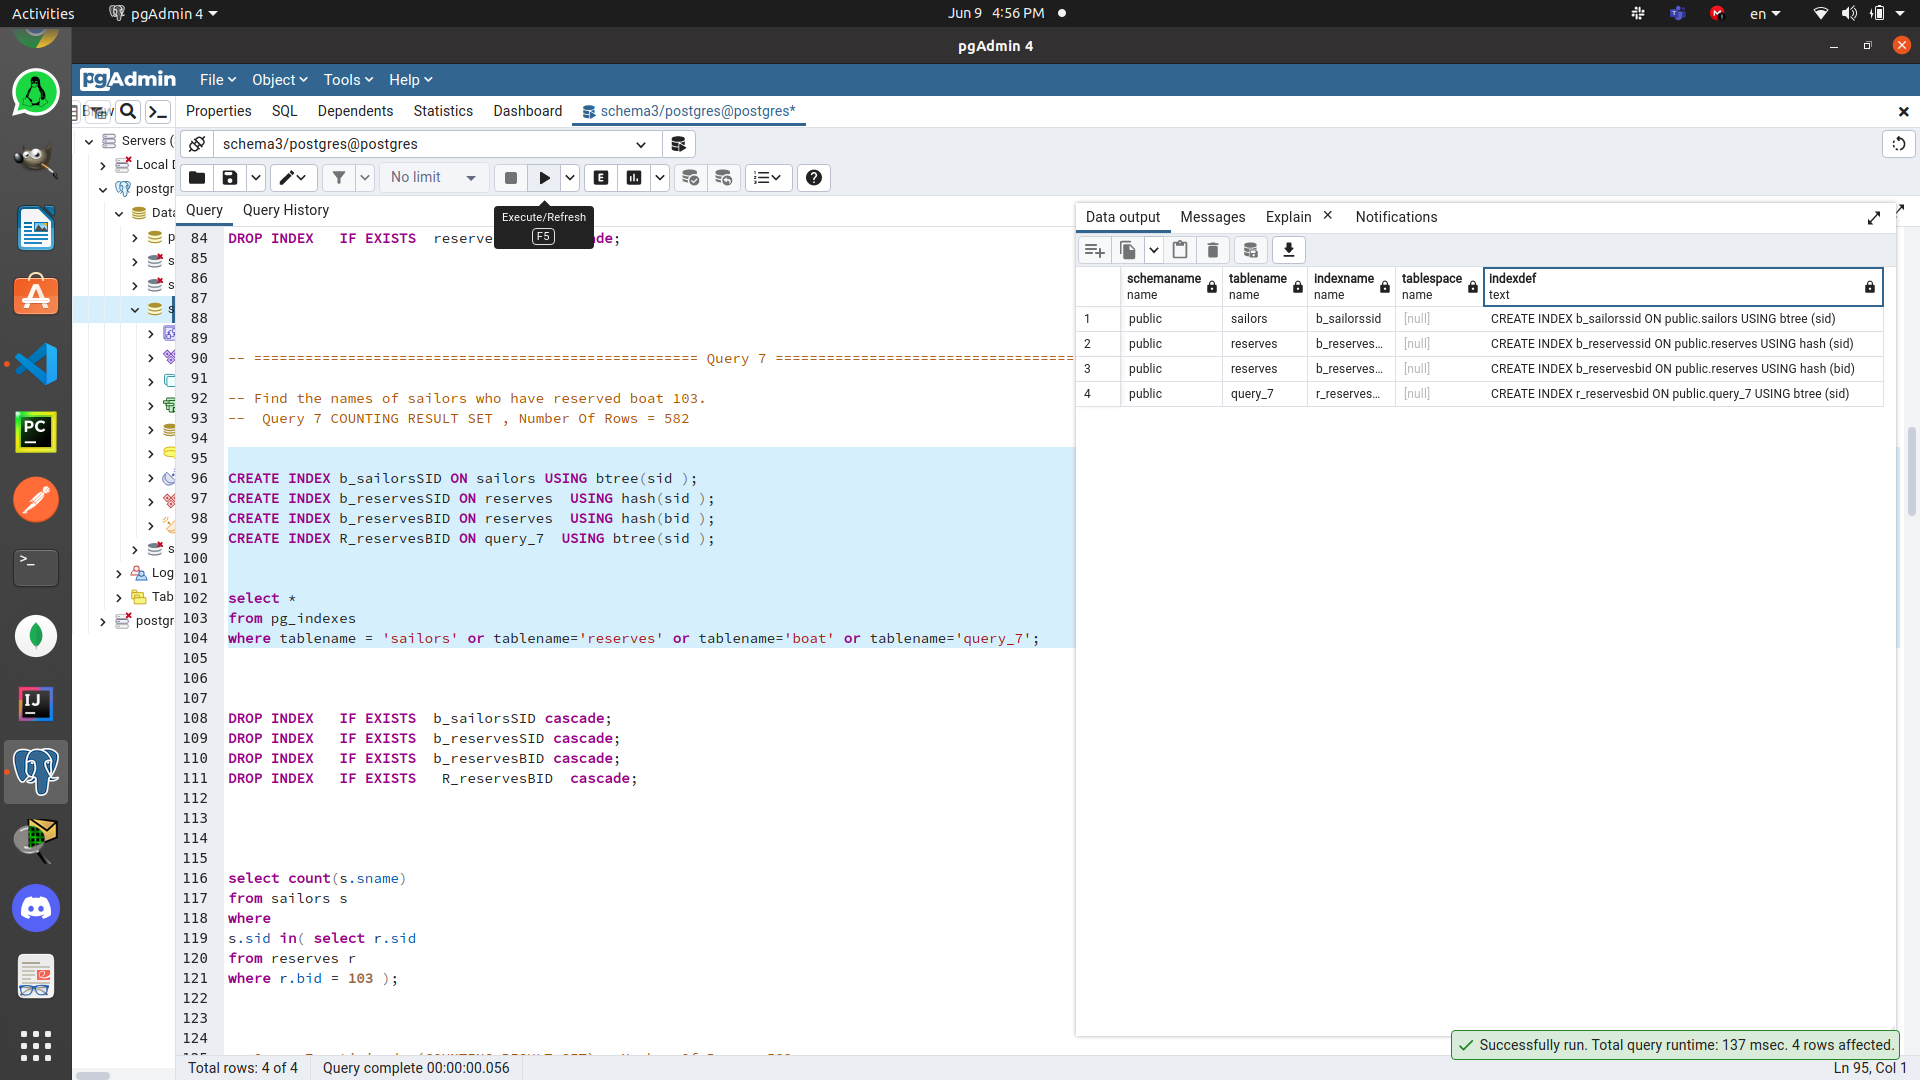 Activities
pgAdmin 4
Jun 9 4:56 PM
en
pgAdmin 4
pgAdmin
File
Object
Tools
Help
Properties
SQL
Dependents
Statistics
Dashboard
schema3/postgres@postgres*
Servers (
Local D
postgr
Data
p
s
s
s
s
Log
Tab
postgr
schema3/postgres@postgres
No limit
E
Query
Query History
Execute/Refresh
F5
84 DROP INDEX   IF EXISTS  reserve
de;
85
86
87
88
89
90 -- ==================================================== Query 7 ===================================
91
92 -- Find the names of sailors who have reserved boat 103.
93 --  Query 7 COUNTING RESULT SET , Number Of Rows = 582
94
95
96 CREATE INDEX b_sailorsSID ON sailors USING btree(sid );
97 CREATE INDEX b_reservesSID ON reserves  USING hash(sid );
98 CREATE INDEX b_reservesBID ON reserves  USING hash(bid );
99 CREATE INDEX R_reservesBID ON query_7  USING btree(sid );
100
101
102 select *
103 from pg_indexes
104 where tablename = 'sailors' or tablename='reserves' or tablename='boat' or tablename='query_7';
105
106
107
108 DROP INDEX   IF EXISTS  b_sailorsSID cascade;
109 DROP INDEX   IF EXISTS  b_reservesSID cascade;
110 DROP INDEX   IF EXISTS  b_reservesBID cascade;
111 DROP INDEX   IF EXISTS   R_reservesBID  cascade;
112
113
114
115
116 select count(s.sname)
117 from sailors s
118 where
119 s.sid in( select r.sid
120 from reserves r
121 where r.bid = 103 );
122
123
124
Data output
Messages
Explain
Notifications
schemaname name
tablename name
indexname name
tablespace name
indexdef text
1 public sailors b_sailorssid [null] CREATE INDEX b_sailorssid ON public.sailors USING btree (sid)
2 public reserves b_reserves... [null] CREATE INDEX b_reservessid ON public.reserves USING hash (sid)
3 public reserves b_reserves... [null] CREATE INDEX b_reservesbid ON public.reserves USING hash (bid)
4 public query_7 r_reserves... [null] CREATE INDEX r_reservesbid ON public.query_7 USING btree (sid)
Successfully run. Total query runtime: 137 msec. 4 rows affected.
Total rows: 4 of 4
Query complete 00:00:00.056
Ln 95, Col 1
PC
IJ
>_